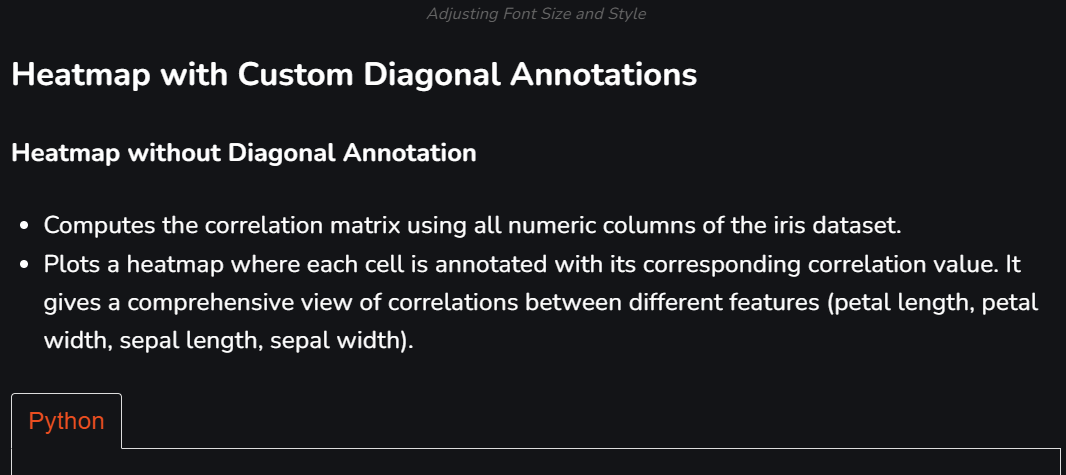 Adjusting Font Size and Style
Heatmap with Custom Diagonal Annotations
Heatmap without Diagonal Annotation
• Computes the correlation matrix using all numeric columns of the iris dataset.
• Plots a heatmap where each cell is annotated with its corresponding correlation value. It
gives a comprehensive view of correlations between different features (petal length, petal
width, sepal length, sepal width).
Python